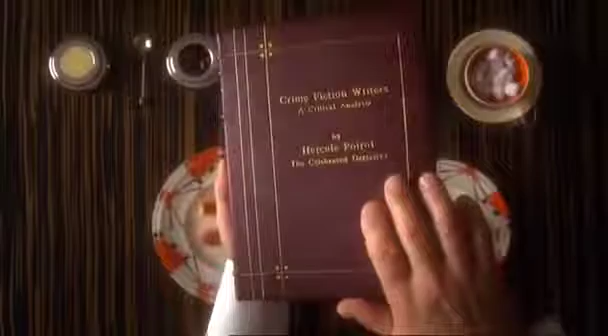 Crime Fiction Writers
A Critical Analysis
by
Hercule Poirot
The Celebrated Detective